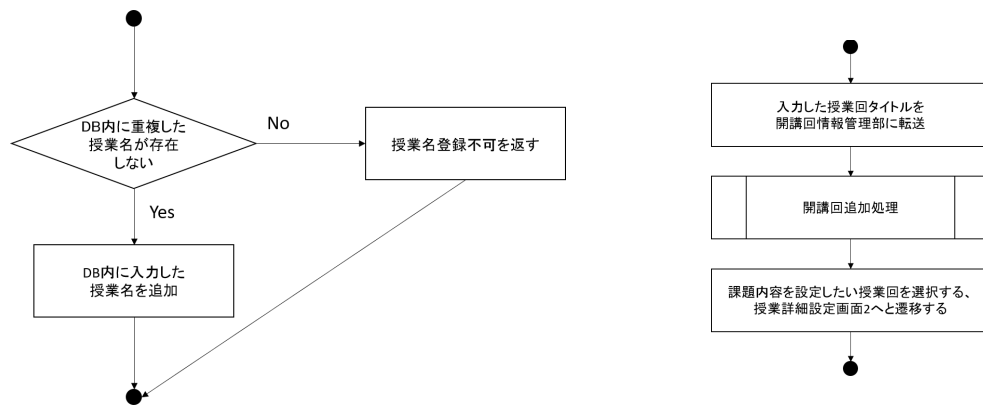 DB内に重複した
授業名が存在
しない
No
授業名登録不可を返す
Yes
DB内に入力した
授業名を追加
入力した授業回タイトルを
開講回情報管理部に転送
開講回追加処理
課題内容を設定したい授業回を選択する、
授業詳細設定画面2へと遷移する